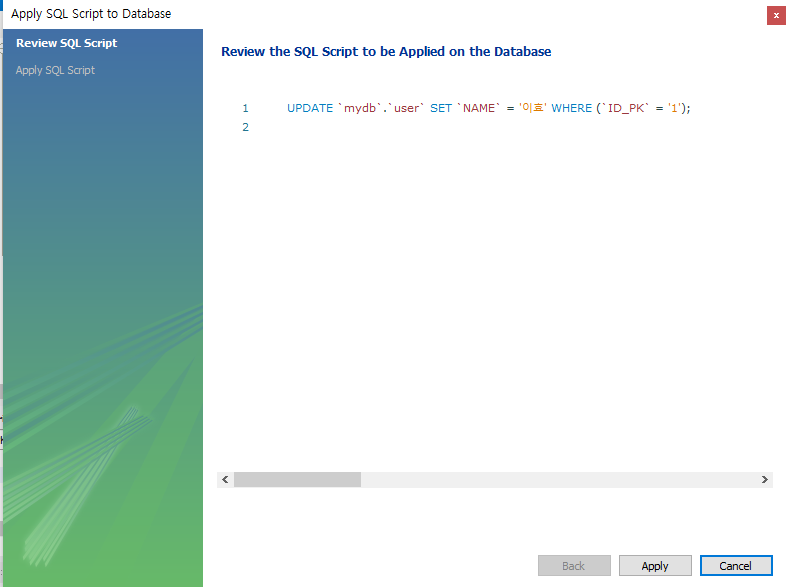 Apply SQL Script to Database
x
Review SQL Script
Apply SQL Script
Review the SQL Script to be Applied on the Database
1 UPDATE `mydb`.`user` SET `NAME` = '이효' WHERE (`ID_PK` = '1');
2
Back Apply Cancel